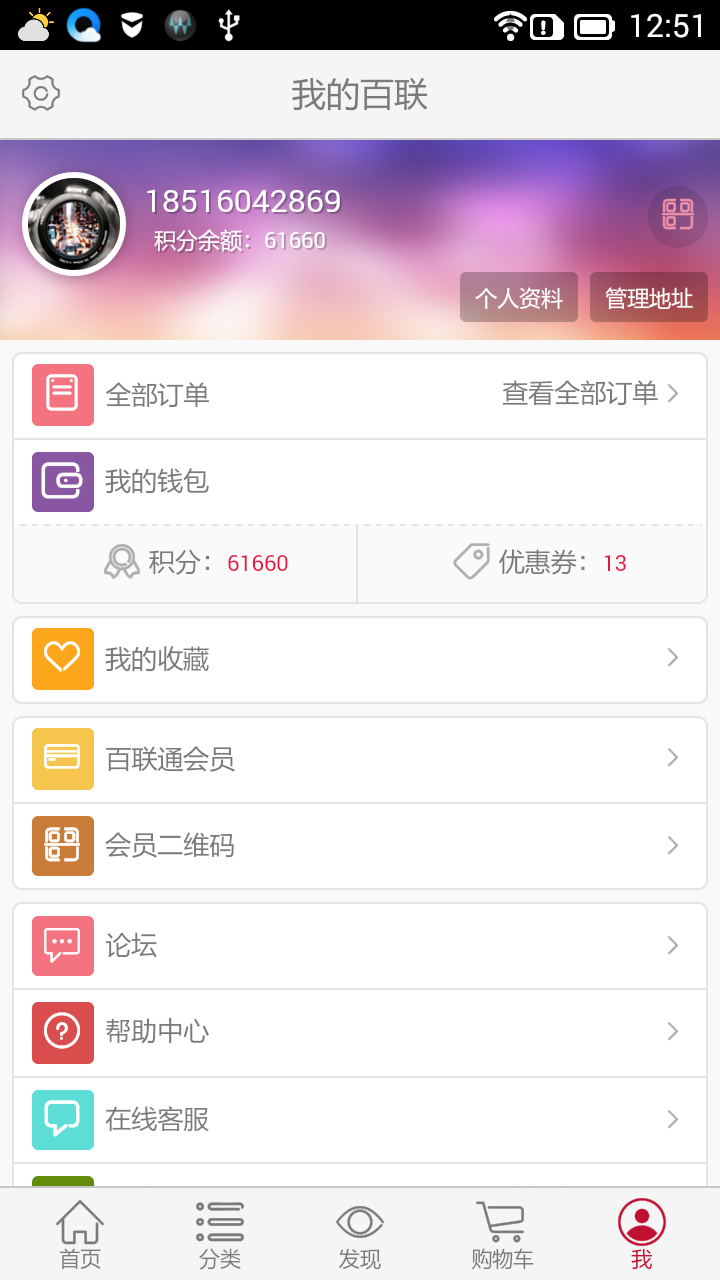 12:51
我的百联
18516042869
积分余额：61660
个人资料 管理地址
全部订单 查看全部订单
我的钱包
积分： 61660 优惠券： 13
我的收藏
百联通会员
会员二维码
论坛
帮助中心
在线客服
首页 分类 发现 购物车 我